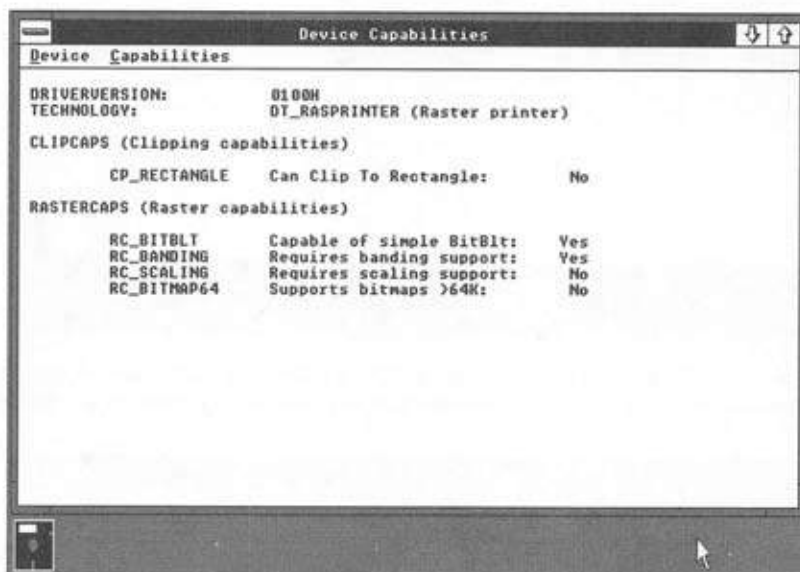 Device Capabilities
Device Capabilities
DRIVERVERSION: 0100H
TECHNOLOGY: DT_RASPRINTER (Raster printer)
CLIPCAPS (Clipping capabilities)
CP_RECTANGLE Can Clip To Rectangle: No
RASTERCAPS (Raster capabilities)
RC_BITBLT Capable of simple BitBlt: Yes
RC_BANDING Requires banding support: Yes
RC_SCALING Requires scaling support: No
RC_BITMAP64 Supports bitmaps >64K: No